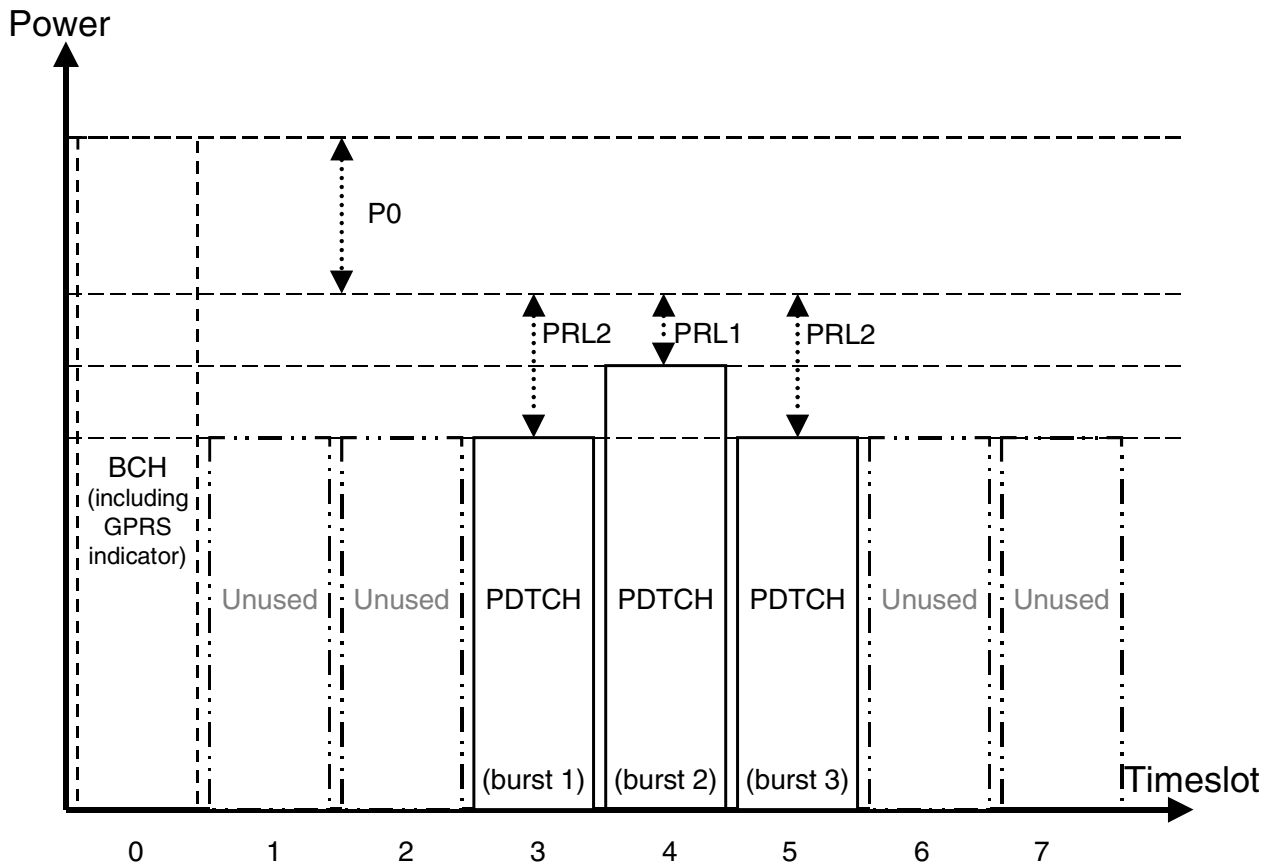 Power
P0
PRL2
PRL1
PRL2
BCH
(including
GPRS
indicator)
Unused
Unused
PDTCH
PDTCH
PDTCH
Unused
Unused
(burst 1)
(burst 2)
(burst 3)
Timeslot
0
1
2
3
4
5
6
7